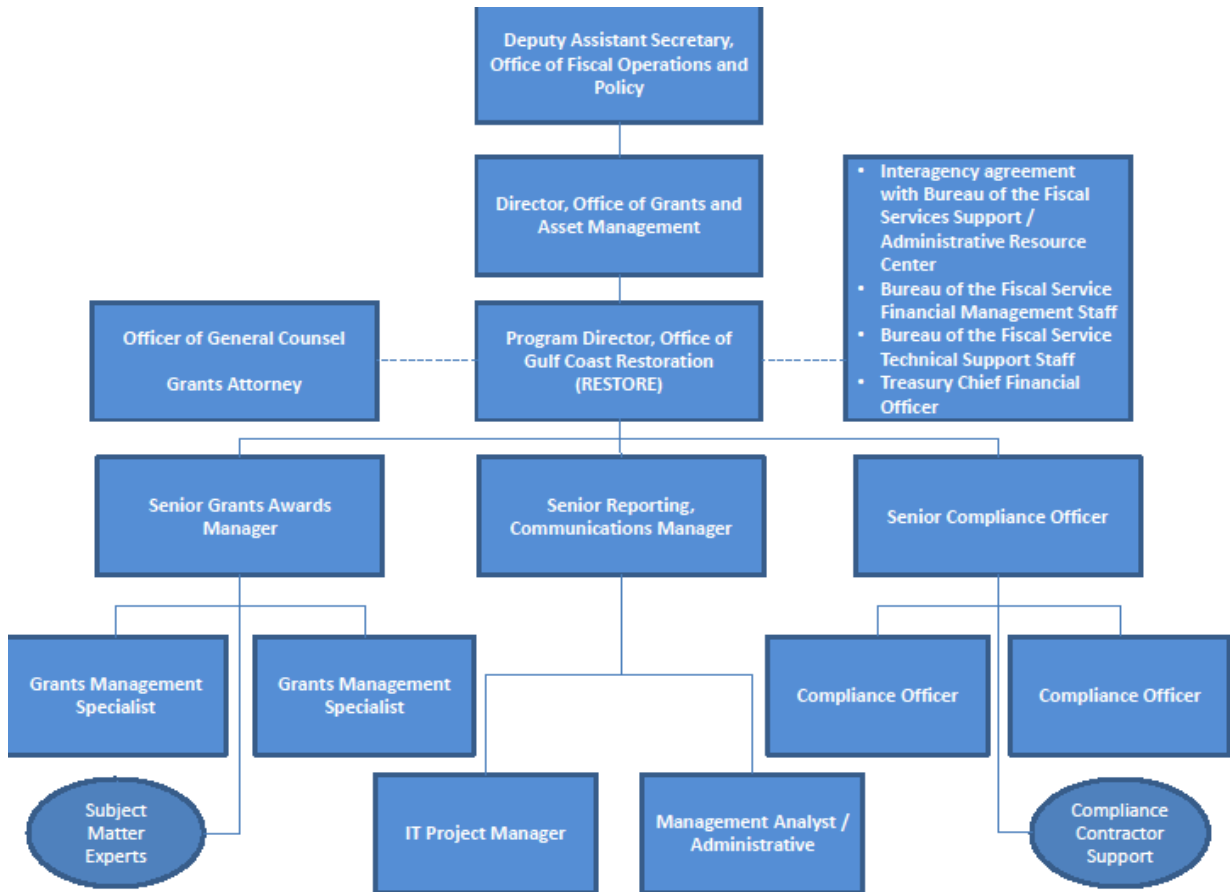 Deputy Assistant Secretary,
Office of Fiscal Operations and
Policy
Director, Office of Grants and
Asset Management
• Interagency agreement
with Bureau of the Fiscal
Services Support /
Administrative Resource
Center
• Bureau of the Fiscal Service
Financial Management Staff
• Bureau of the Fiscal Service
Technical Support Staff
• Treasury Chief Financial
Officer
Officer of General Counsel
Grants Attorney
Program Director, Office of
Gulf Coast Restoration
(RESTORE)
Senior Grants Awards
Manager
Senior Reporting,
Communications Manager
Senior Compliance Officer
Grants Management
Specialist
Grants Management
Specialist
Compliance Officer
Compliance Officer
Subject
Matter
Experts
IT Project Manager
Management Analyst /
Administrative
Compliance
Contractor
Support